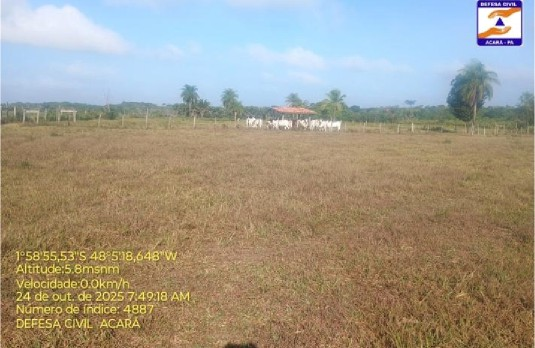 DEFESA CIVIL
ACARÁ - PA
1°58'55,53"S 48°5'18,648"W
Altitude:5.8msnm
Velocidade:0.0km/h
24 de out. de 2025 7:49:18 AM
Número de índice: 4887
DEFESA CIVIL ACARÁ